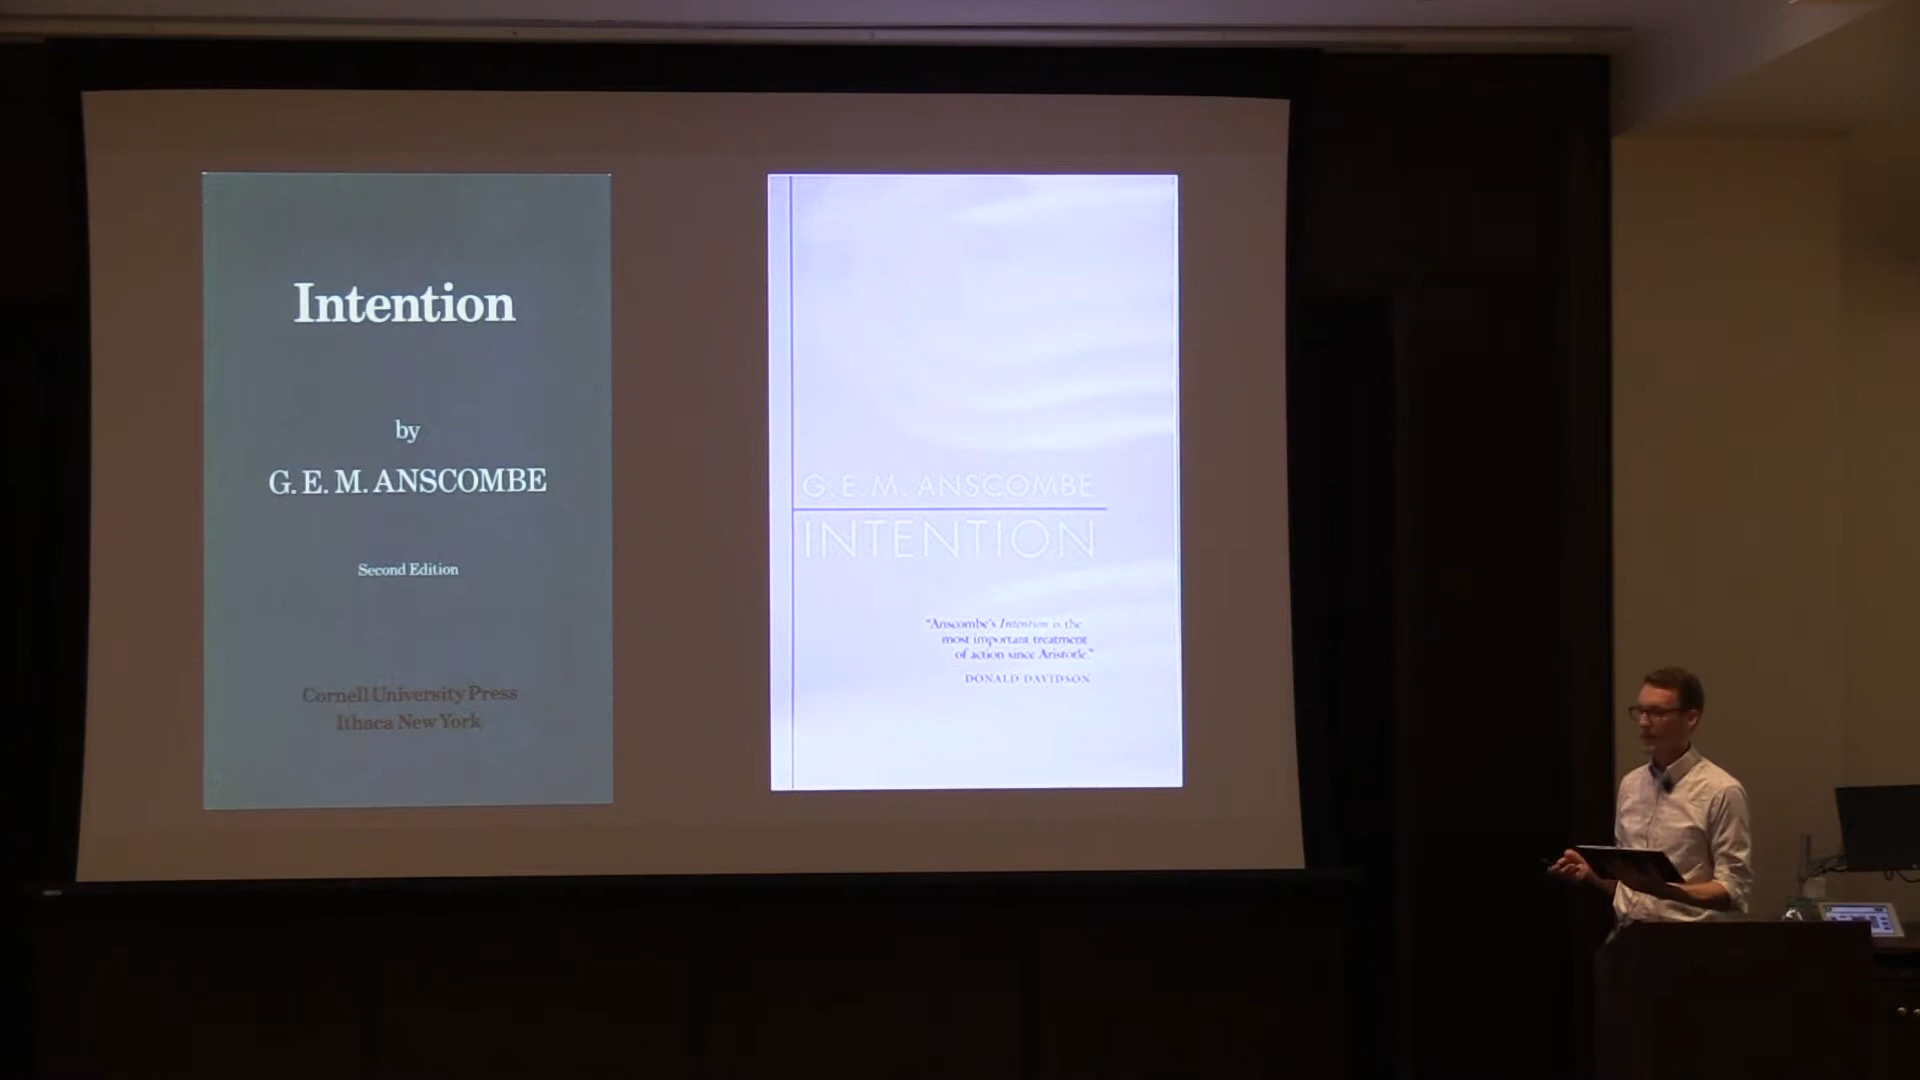 Intention
by
G. E. M. ANSCOMBE
Second Edition
Cornell University Press
Ithaca New York
G. E. M. ANSCOMBE
INTENTION
"Anscombe's Intention is the
most important treatment
of action since Aristotle."
DONALD DAVIDSON